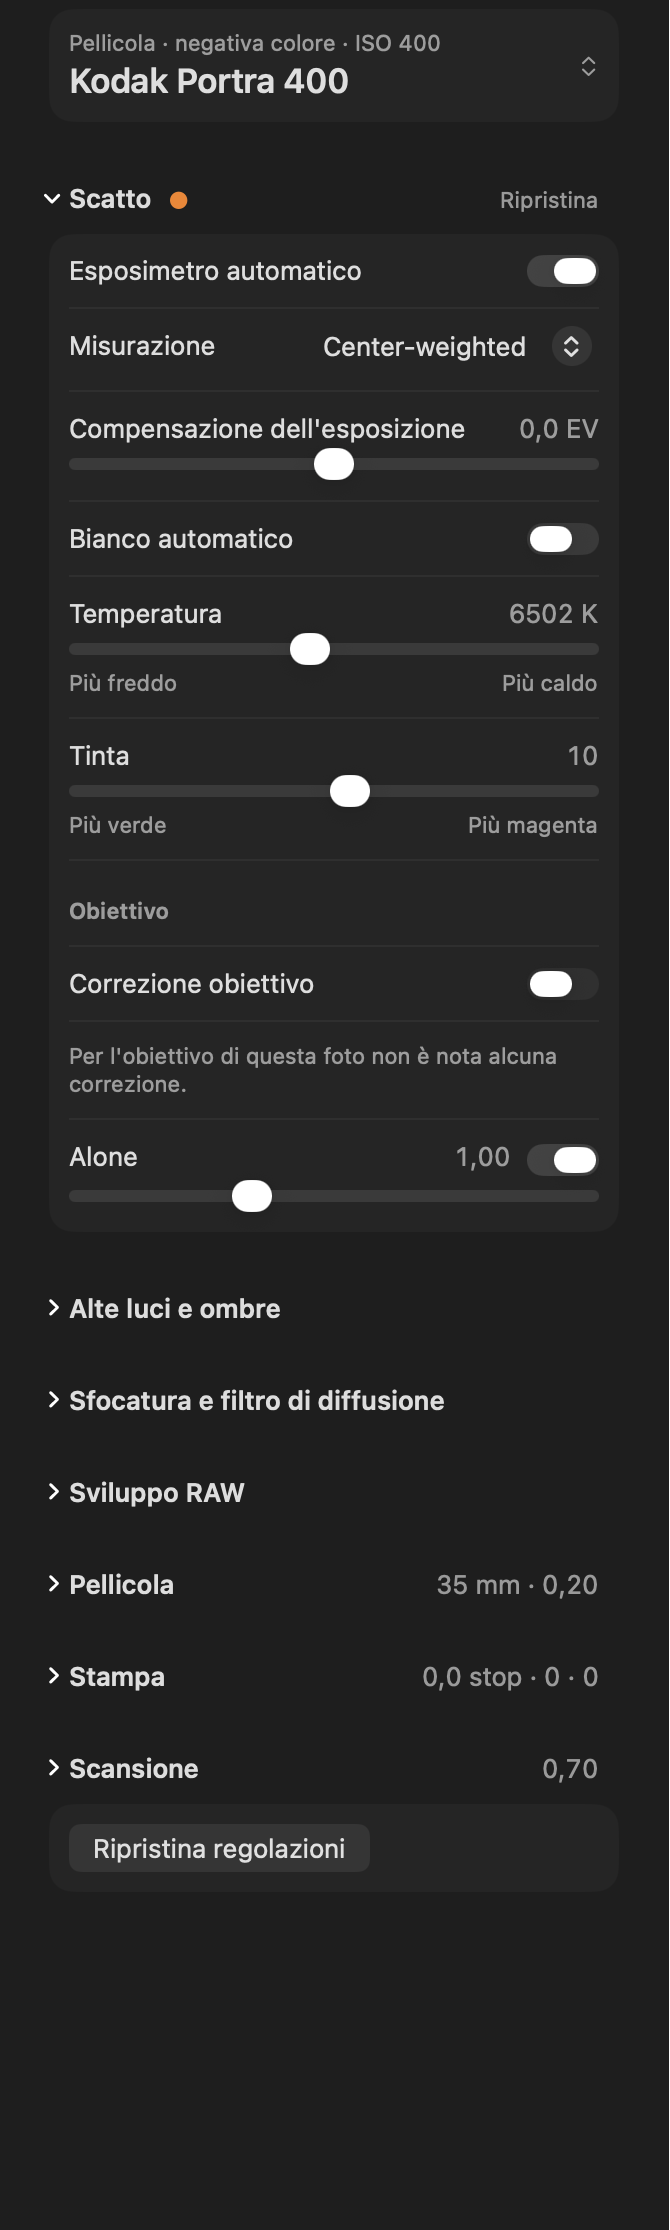 Pellicola · negativa colore · ISO 400
Kodak Portra 400
Scatto
Ripristina
Esposimetro automatico
Misurazione Center-weighted
Compensazione dell'esposizione 0,0 EV
Bianco automatico
Temperatura 6502 K
Più freddo Più caldo
Tinta 10
Più verde Più magenta
Obiettivo
Correzione obiettivo
Per l'obiettivo di questa foto non è nota alcuna
correzione.
Alone 1,00
Alte luci e ombre
Sfocatura e filtro di diffusione
Sviluppo RAW
Pellicola 35 mm · 0,20
Stampa 0,0 stop · 0 · 0
Scansione 0,70
Ripristina regolazioni